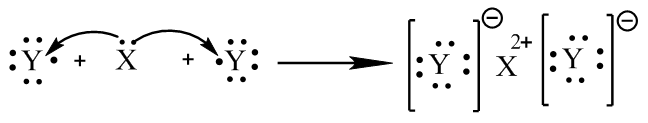 Y + X + Y ⟶ [Y]⊖ X2+ [Y]⊖